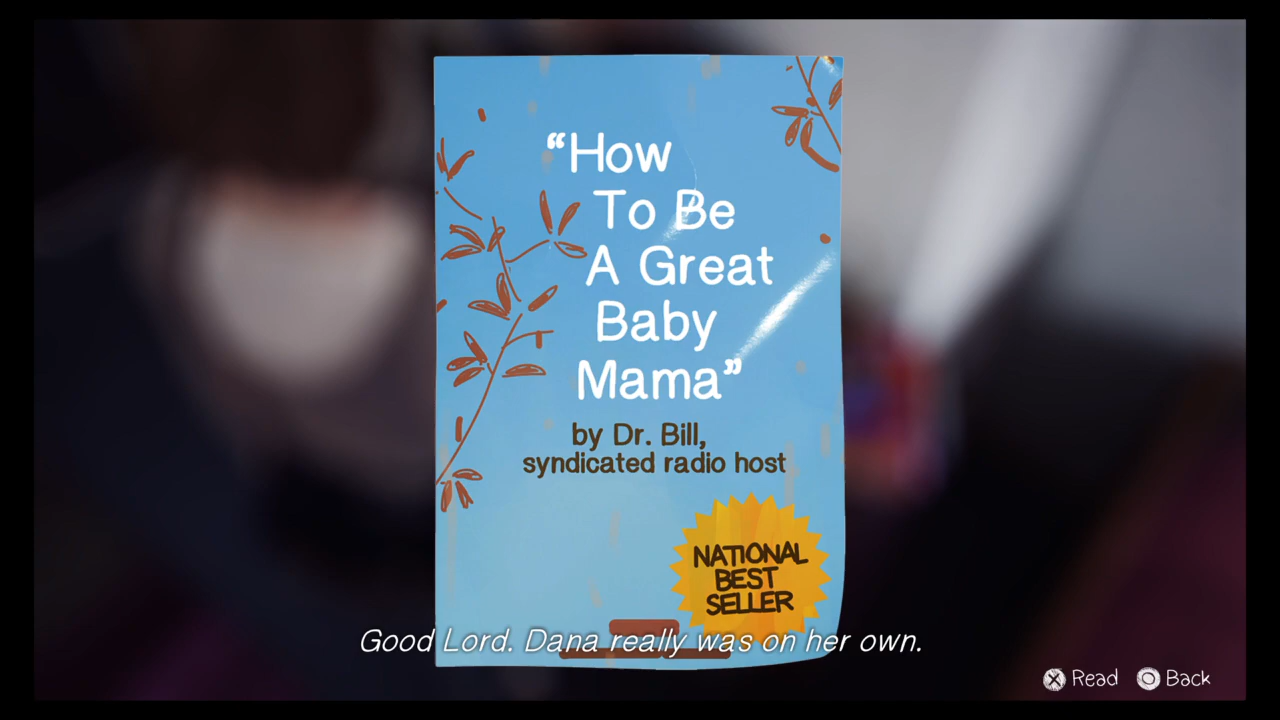 “How
To Be
A Great
Baby
Mama”
by Dr. Bill,
syndicated radio host
NATIONAL
BEST
SELLER
Good Lord. Dana really was on her own.
Read Back